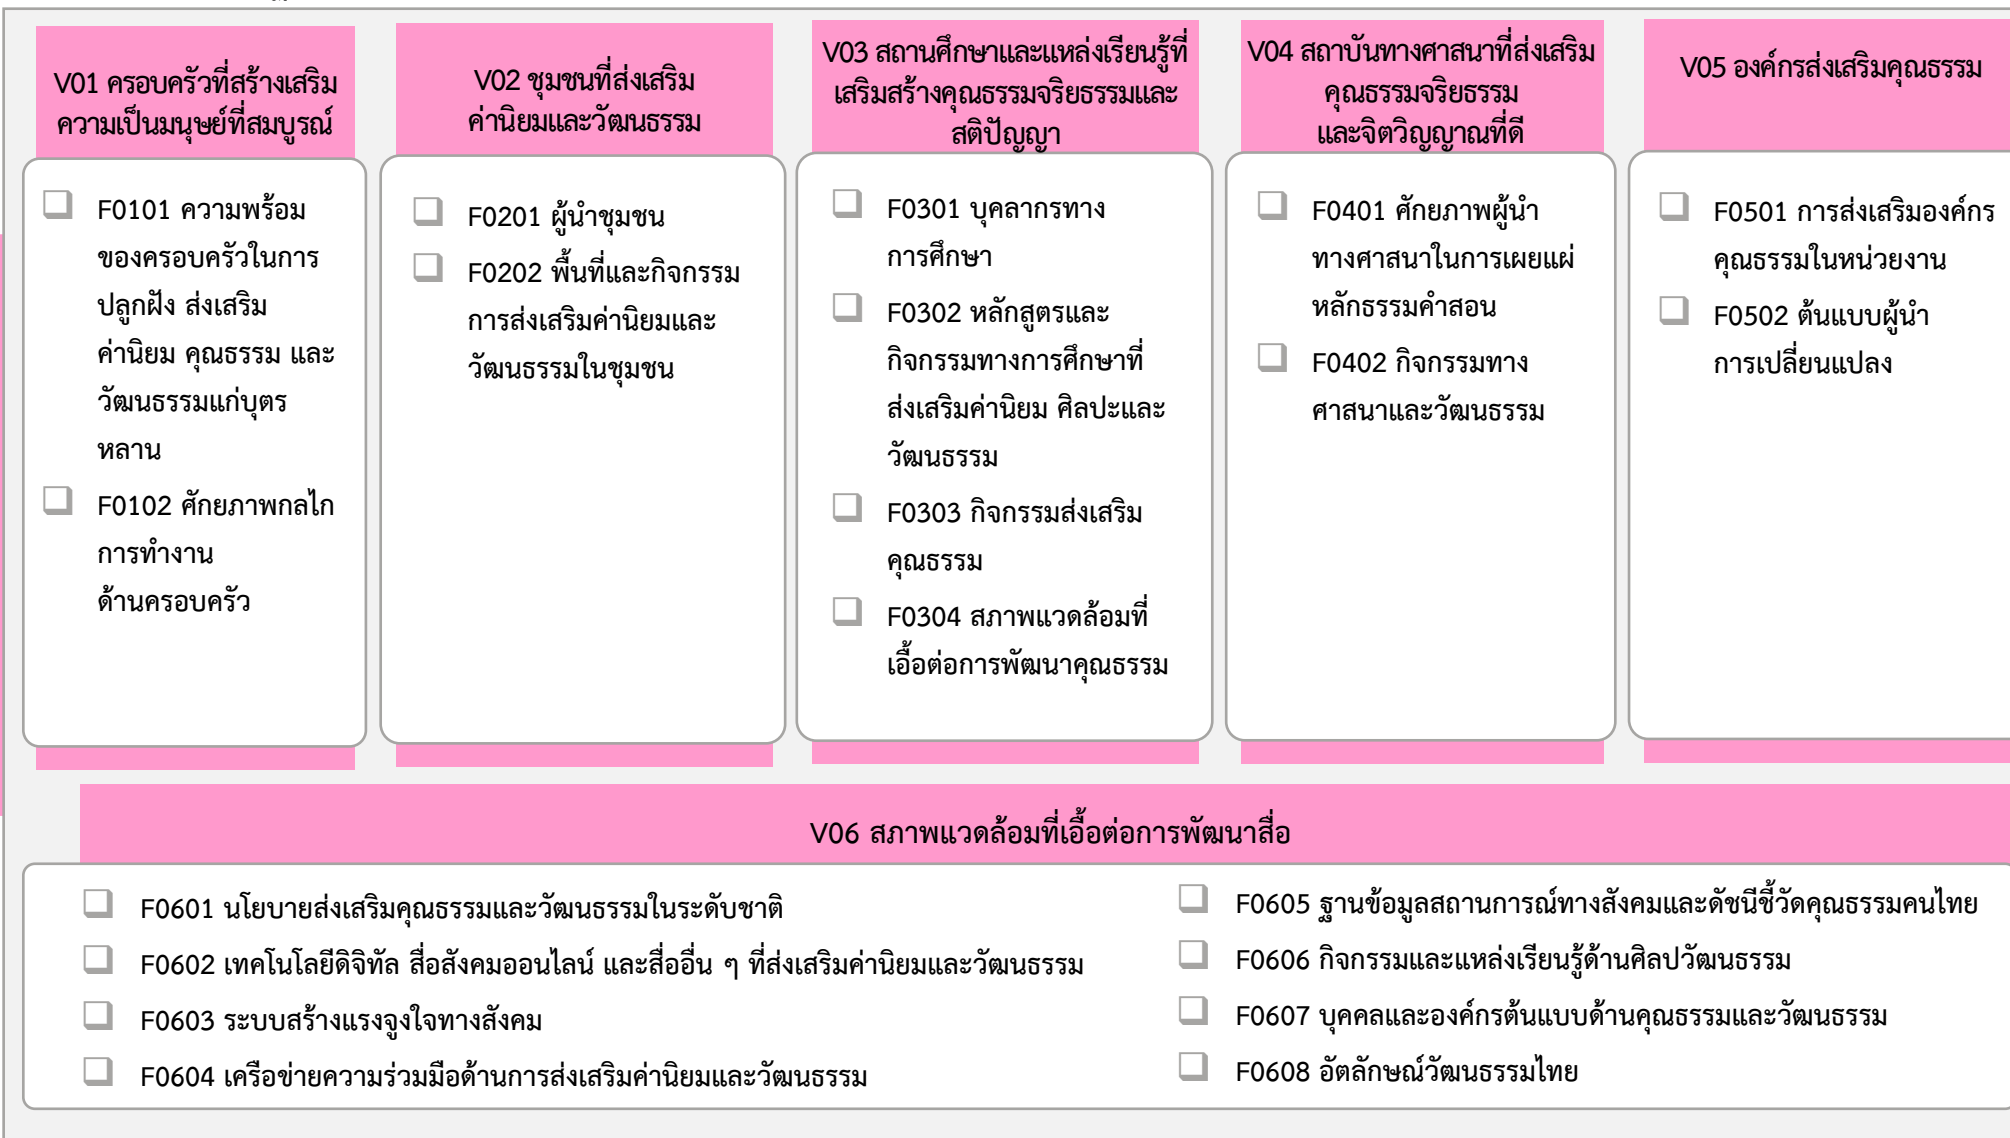 V01 ครอบครัวที่สร้างเสริม
ความเป็นมนุษย์ที่สมบูรณ์
F0101 ความพร้อม
ของครอบครัวในการ
ปลูกฝัง ส่งเสริม
ค่านิยม คุณธรรม และ
วัฒนธรรมแก่บุตร
หลาน
F0102 ศักยภาพกลไก
การทำงาน
ด้านครอบครัว
V02 ชุมชนที่ส่งเสริม
ค่านิยมและวัฒนธรรม
F0201 ผู้นำชุมชน
F0202 พื้นที่และกิจกรรม
การส่งเสริมค่านิยมและ
วัฒนธรรมในชุมชน
V03 สถานศึกษาและแหล่งเรียนรู้ที่
เสริมสร้างคุณธรรมจริยธรรมและ
สติปัญญา
F0301 บุคลากรทาง
การศึกษา
F0302 หลักสูตรและ
กิจกรรมทางการศึกษาที่
ส่งเสริมค่านิยม ศิลปะและ
วัฒนธรรม
F0303 กิจกรรมส่งเสริม
คุณธรรม
F0304 สภาพแวดล้อมที่
เอื้อต่อการพัฒนาคุณธรรม
V04 สถาบันทางศาสนาที่ส่งเสริม
คุณธรรมจริยธรรม
และจิตวิญญาณที่ดี
F0401 ศักยภาพผู้นำ
ทางศาสนาในการเผยแผ่
หลักธรรมคำสอน
F0402 กิจกรรมทาง
ศาสนาและวัฒนธรรม
V05 องค์กรส่งเสริมคุณธรรม
F0501 การส่งเสริมองค์กร
คุณธรรมในหน่วยงาน
F0502 ต้นแบบผู้นำ
การเปลี่ยนแปลง
V06 สภาพแวดล้อมที่เอื้อต่อการพัฒนาสื่อ
F0601 นโยบายส่งเสริมคุณธรรมและวัฒนธรรมในระดับชาติ
F0602 เทคโนโลยีดิจิทัล สื่อสังคมออนไลน์ และสื่ออื่น ๆ ที่ส่งเสริมค่านิยมและวัฒนธรรม
F0603 ระบบสร้างแรงจูงใจทางสังคม
F0604 เครือข่ายความร่วมมือด้านการส่งเสริมค่านิยมและวัฒนธรรม
F0605 ฐานข้อมูลสถานการณ์ทางสังคมและดัชนีชี้วัดคุณธรรมคนไทย
F0606 กิจกรรมและแหล่งเรียนรู้ด้านศิลปวัฒนธรรม
F0607 บุคคลและองค์กรต้นแบบด้านคุณธรรมและวัฒนธรรม
F0608 อัตลักษณ์วัฒนธรรมไทย